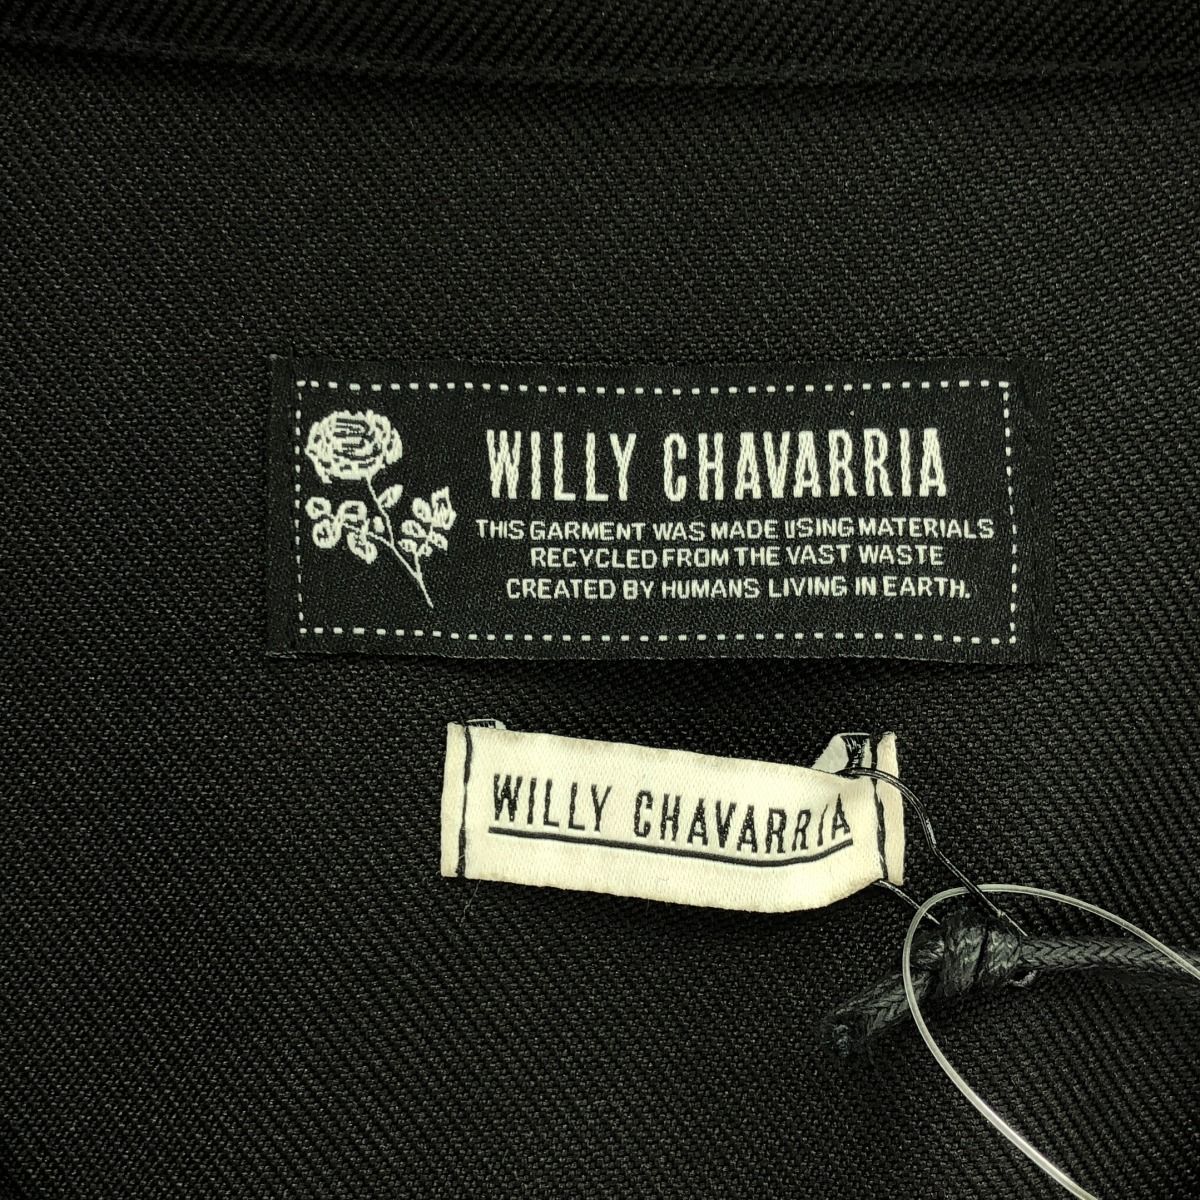 WILLY CHAVARRIA
THIS GARMENT WAS MADE USING MATERIALS
RECYCLED FROM THE VAST WASTE
CREATED BY HUMANS LIVING IN EARTH.
WILLY CHAVARRIA